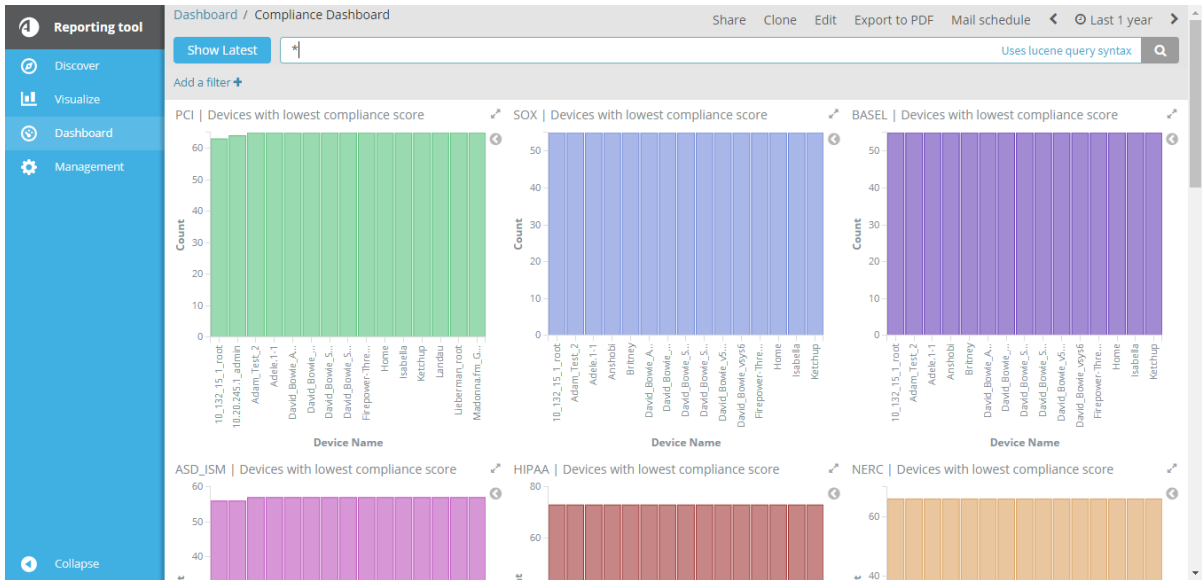 Reporting tool
Discover
Visualize
Dashboard
Management
Collapse
Dashboard / Compliance Dashboard
Share Clone Edit Export to PDF Mail schedule Last 1 year
Show Latest
*
Uses lucene query syntax
Add a filter +
PCI | Devices with lowest compliance score
60
50
40
30
20
10
0
Count
10_132_15_1_root
10.20.245.1_admin
Adam_Test_2
Adele.1-1
David_Bowie_A...
David_Bowie_...
David_Bowie_S...
David_Bowie_S...
Firepower-Thre...
Home
Isabella
Ketchup
Landau
Lieberman_root
Madonna.fm_G...
Device Name
SOX | Devices with lowest compliance score
50
40
30
20
10
0
Count
10_132_15_1_root
Adam_Test_2
Adele.1-1
Anshobi
Britney
David_Bowie_A...
David_Bowie_...
David_Bowie_S...
David_Bowie_S...
David_Bowie_v5...
David_Bowie_vsys6
Firepower-Thre...
Home
Isabella
Ketchup
Device Name
BASEL | Devices with lowest compliance score
50
40
30
20
10
0
Count
10_132_15_1_root
Adam_Test_2
Adele.1-1
Anshobi
Britney
David_Bowie_A...
David_Bowie_...
David_Bowie_S...
David_Bowie_S...
David_Bowie_v5...
David_Bowie_vsys6
Firepower-Thre...
Home
Isabella
Ketchup
Device Name
ASD_ISM | Devices with lowest compliance score
60
50
40
HIPAA | Devices with lowest compliance score
80
60
NERC | Devices with lowest compliance score
60
40